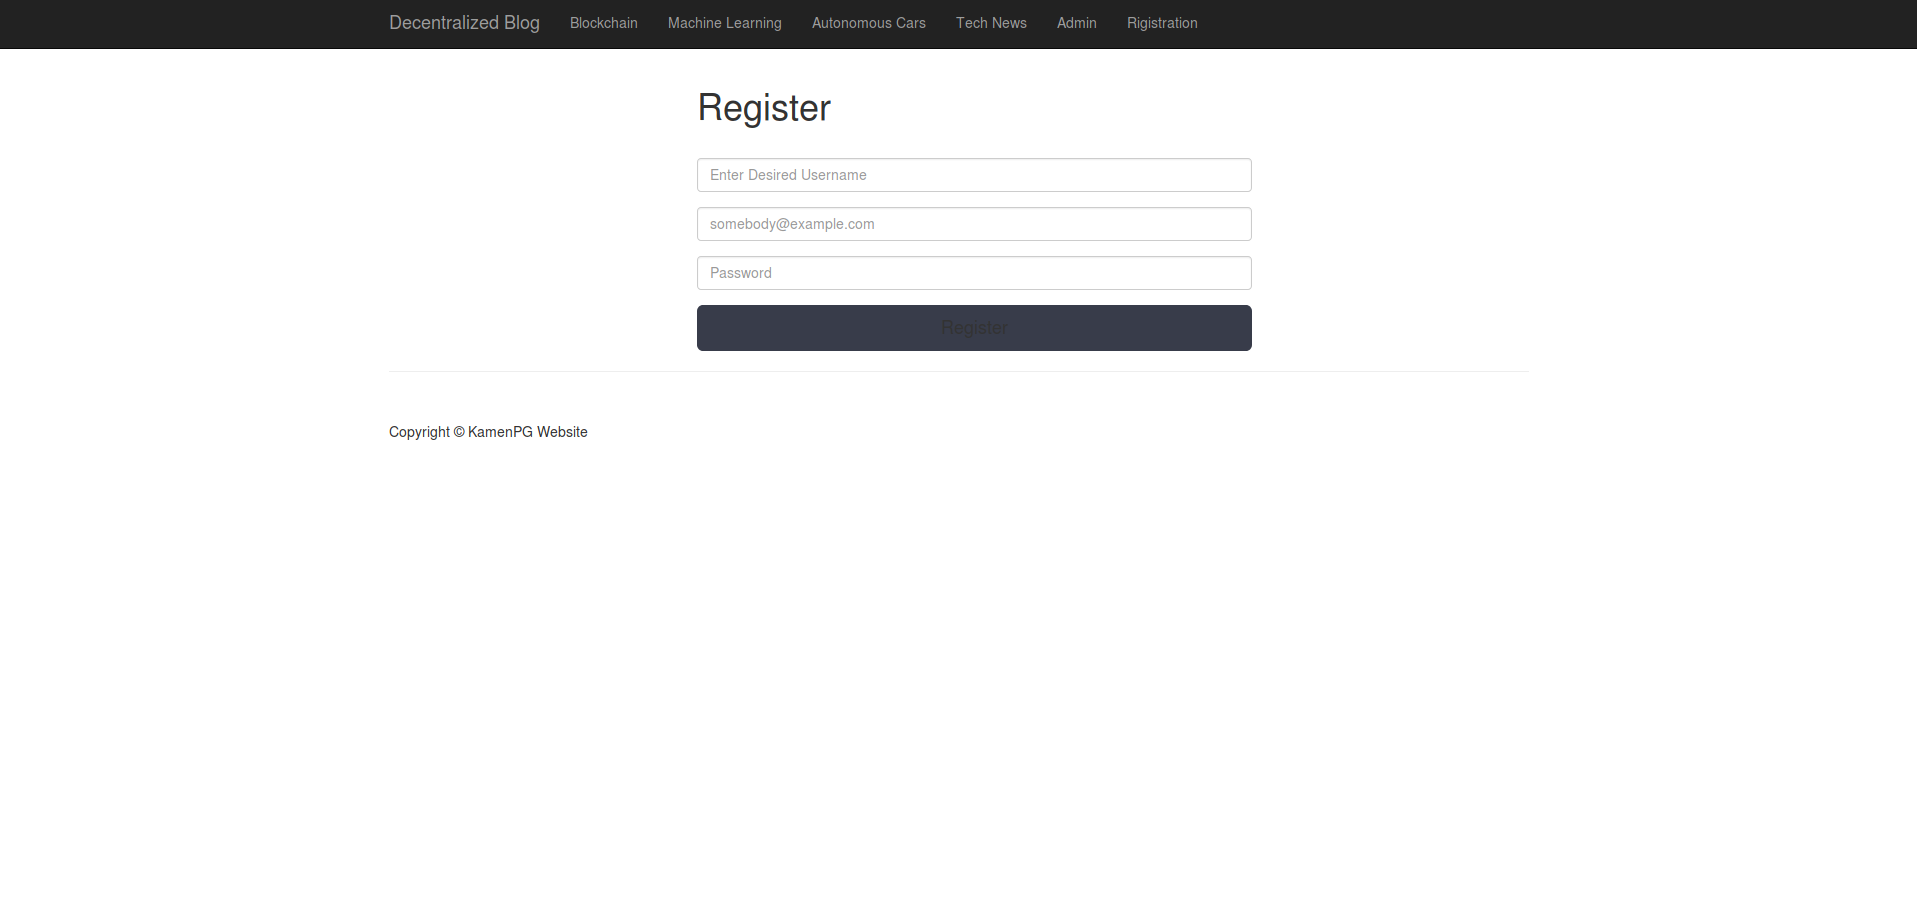 Decentralized Blog Blockchain Machine Learning Autonomous Cars Tech News Admin Rigistration
Register
Enter Desired Username
somebody@example.com
Password
Register
Copyright © KamenPG Website